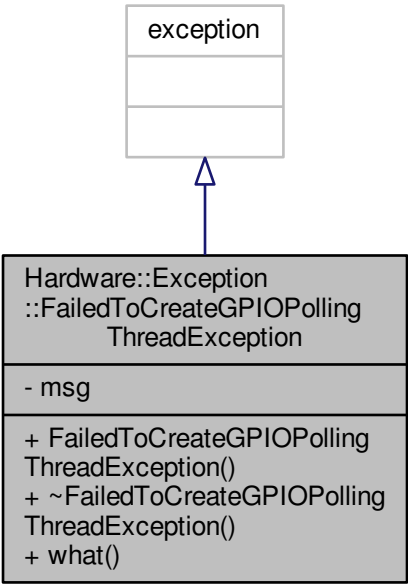 exception
Hardware::Exception
::FailedToCreateGPIOPolling
ThreadException
- msg
+ FailedToCreateGPIOPolling
ThreadException()
+ ~FailedToCreateGPIOPolling
ThreadException()
+ what()